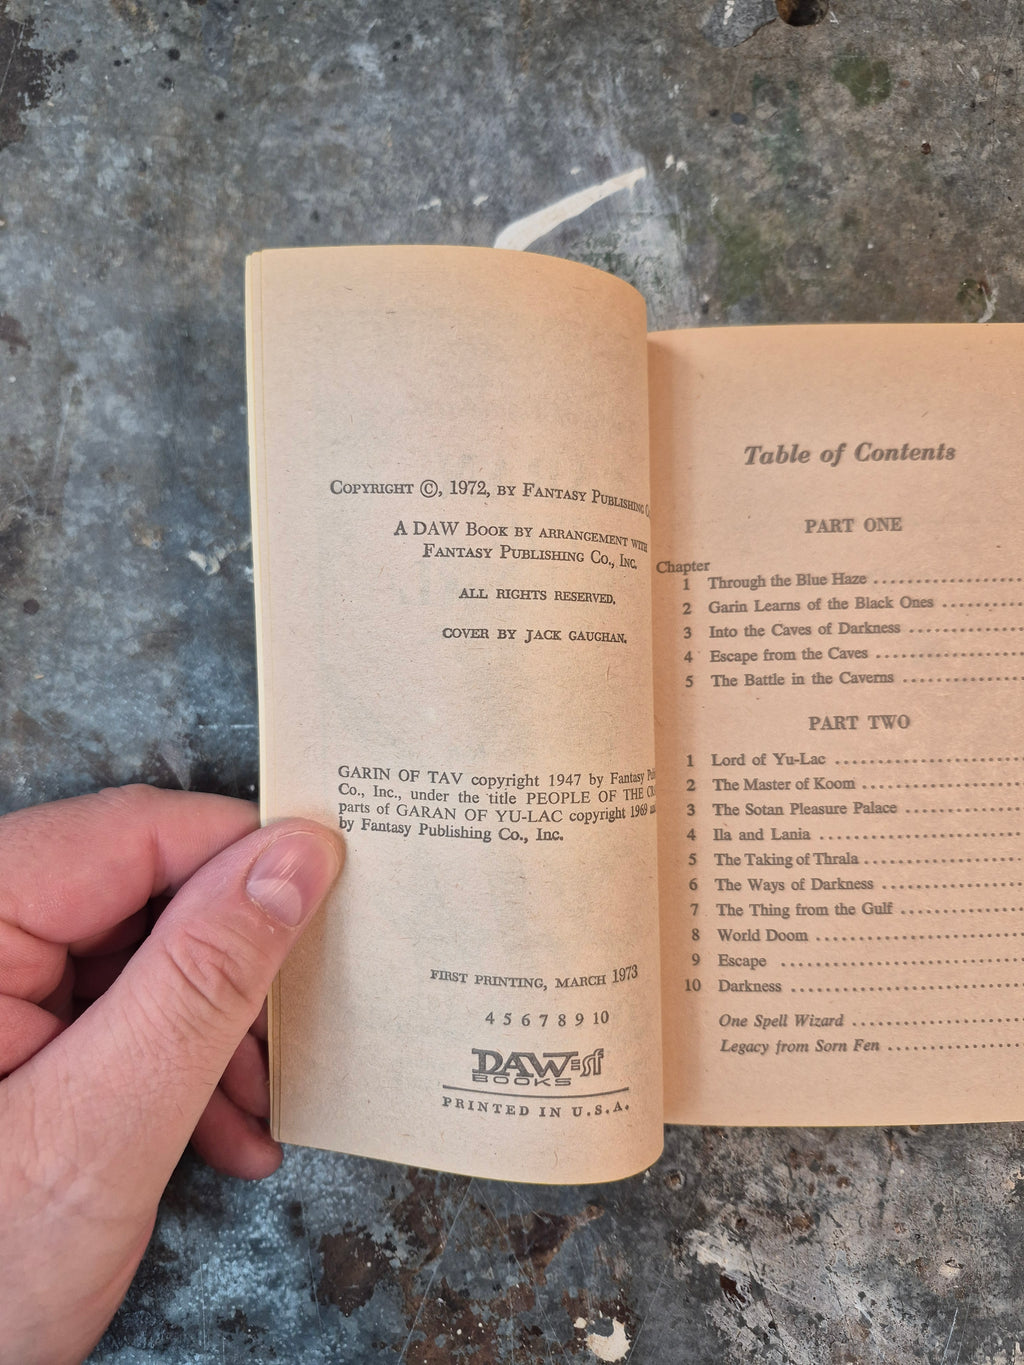 COPYRIGHT ©, 1972, BY FANTASY PUBLISHING
A DAW BOOK BY ARRANGEMENT WITH
FANTASY PUBLISHING CO., INC.
ALL RIGHTS RESERVED.
COVER BY JACK GAUGHAN.
GARIN OF TAV copyright 1947 by Fantasy
Co., Inc., under the title PEOPLE OF THE
parts of GARAN OF YU-LAC copyright 1969
by Fantasy Publishing Co., Inc.
FIRST PRINTING, MARCH 1973
4 5 6 7 8 9 10
DAW=sf
BOOKS
PRINTED IN U.S.A.
Table of Contents
PART ONE
Chapter
1 Through the Blue Haze
2 Garin Learns of the Black Ones
3 Into the Caves of Darkness
4 Escape from the Caves
5 The Battle in the Caverns
PART TWO
1 Lord of Yu-Lac
2 The Master of Koom
3 The Sotan Pleasure Palace
4 Ila and Lania
5 The Taking of Thrala
6 The Ways of Darkness
7 The Thing from the Gulf
8 World Doom
9 Escape
10 Darkness
One Spell Wizard
Legacy from Sorn Fen